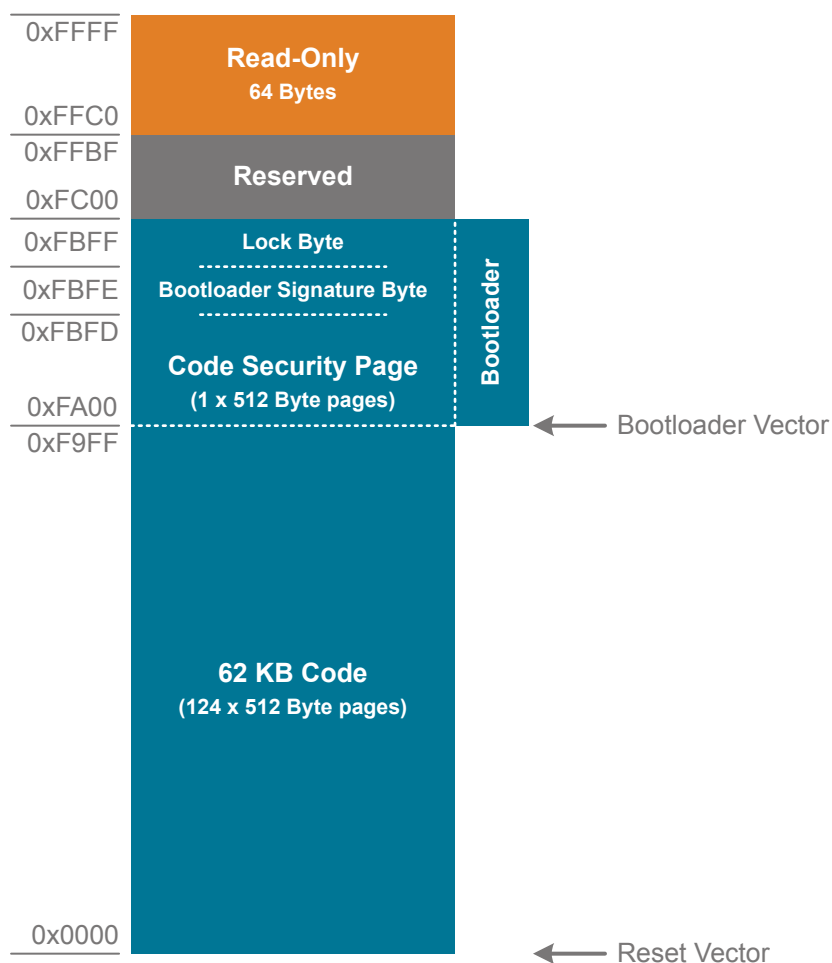 0xFFFF
Read-Only
64 Bytes
0xFFC0
0xFFBF
Reserved
0xFC00
0xFBFF
Lock Byte
0xFBFE
Bootloader Signature Byte
0xFBFD
Bootloader
Code Security Page
(1 x 512 Byte pages)
0xFA00
Bootloader Vector
0xF9FF
62 KB Code
(124 x 512 Byte pages)
0x0000
Reset Vector